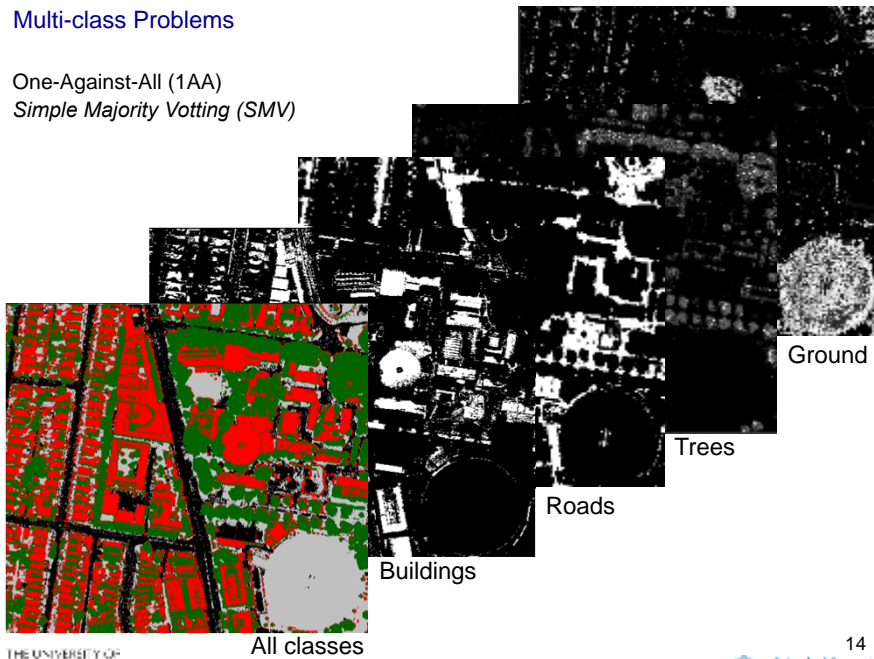 Multi-class Problems
One-Against-All (1AA)
Simple Majority Votting (SMV)
Ground
Trees
Roads
Buildings
All classes
THE UNIVERSITY OF
14